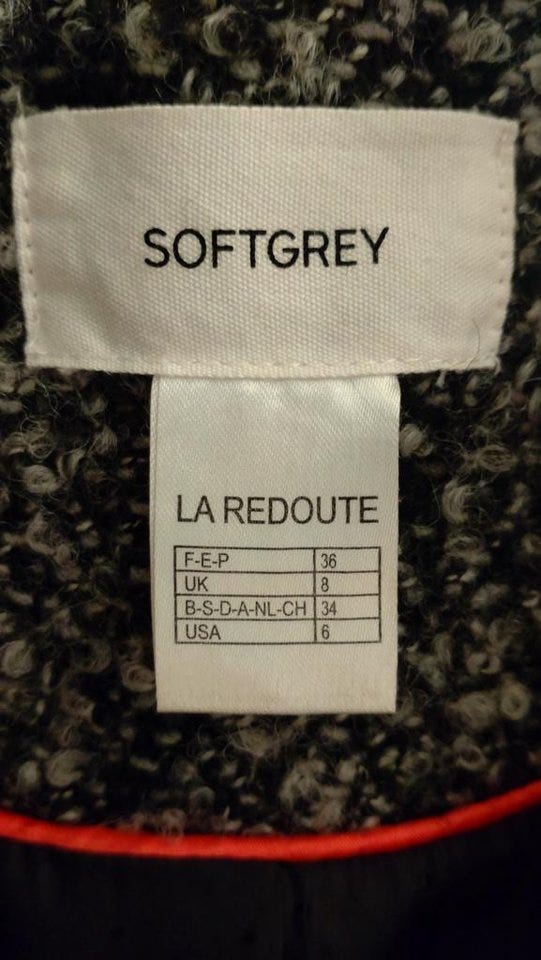 SOFTGREY
LA REDOUTE
F-E-P 36
UK 8
B-S-D-A-NL-CH 34
USA 6